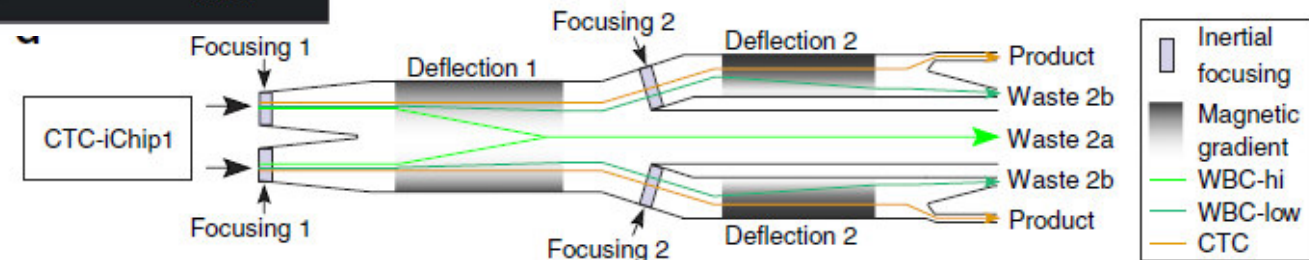 Focusing 1
Focusing 2
Deflection 1
Deflection 2
Product
Waste 2b
CTC-iChip1
Waste 2a
Waste 2b
Product
Focusing 1
Focusing 2
Deflection 2
Inertial
focusing
Magnetic
gradient
WBC-hi
WBC-low
CTC